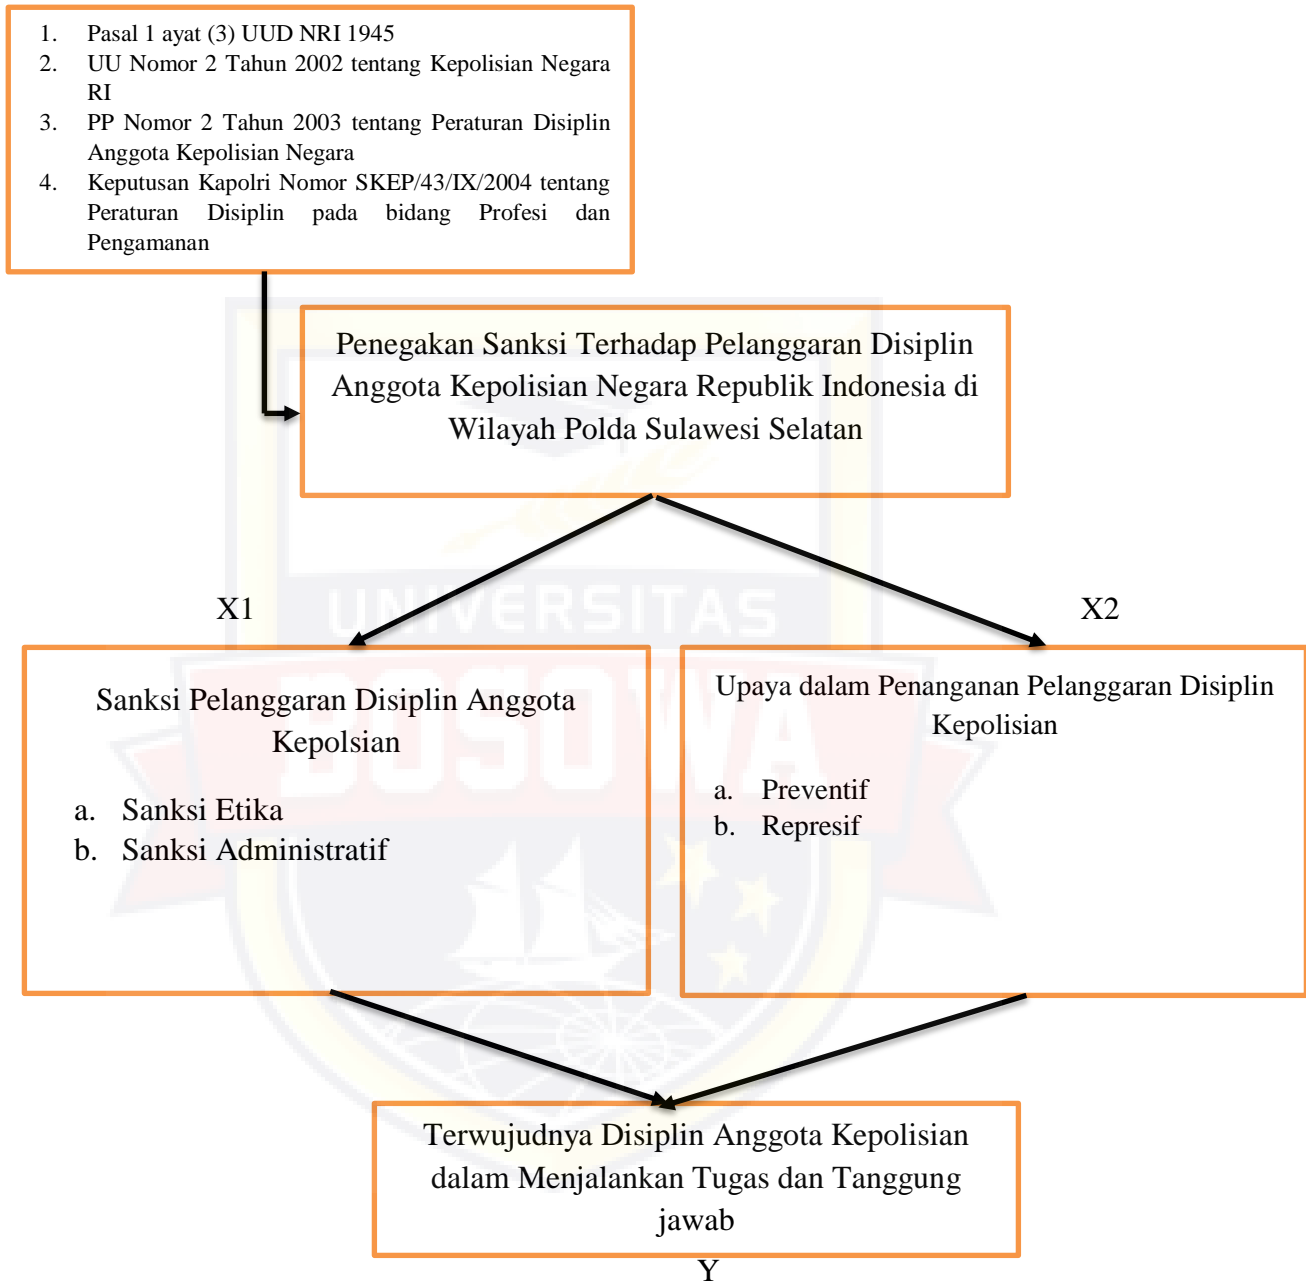 1. Pasal 1 ayat (3) UUD NRI 1945
2. UU Nomor 2 Tahun 2002 tentang Kepolisian Negara
RI
3. PP Nomor 2 Tahun 2003 tentang Peraturan Disiplin
Anggota Kepolisian Negara
4. Keputusan Kapolri Nomor SKEP/43/IX/2004 tentang
Peraturan Disiplin pada bidang Profesi dan
Pengamanan
Penegakan Sanksi Terhadap Pelanggaran Disiplin
Anggota Kepolisian Negara Republik Indonesia di
Wilayah Polda Sulawesi Selatan
X1
X2
UNIVERSITAS
BOSOWA
Sanksi Pelanggaran Disiplin Anggota
Kepolsian
a. Sanksi Etika
b. Sanksi Administratif
Upaya dalam Penanganan Pelanggaran Disiplin
Kepolisian
a. Preventif
b. Represif
Terwujudnya Disiplin Anggota Kepolisian
dalam Menjalankan Tugas dan Tanggung
jawab
Y